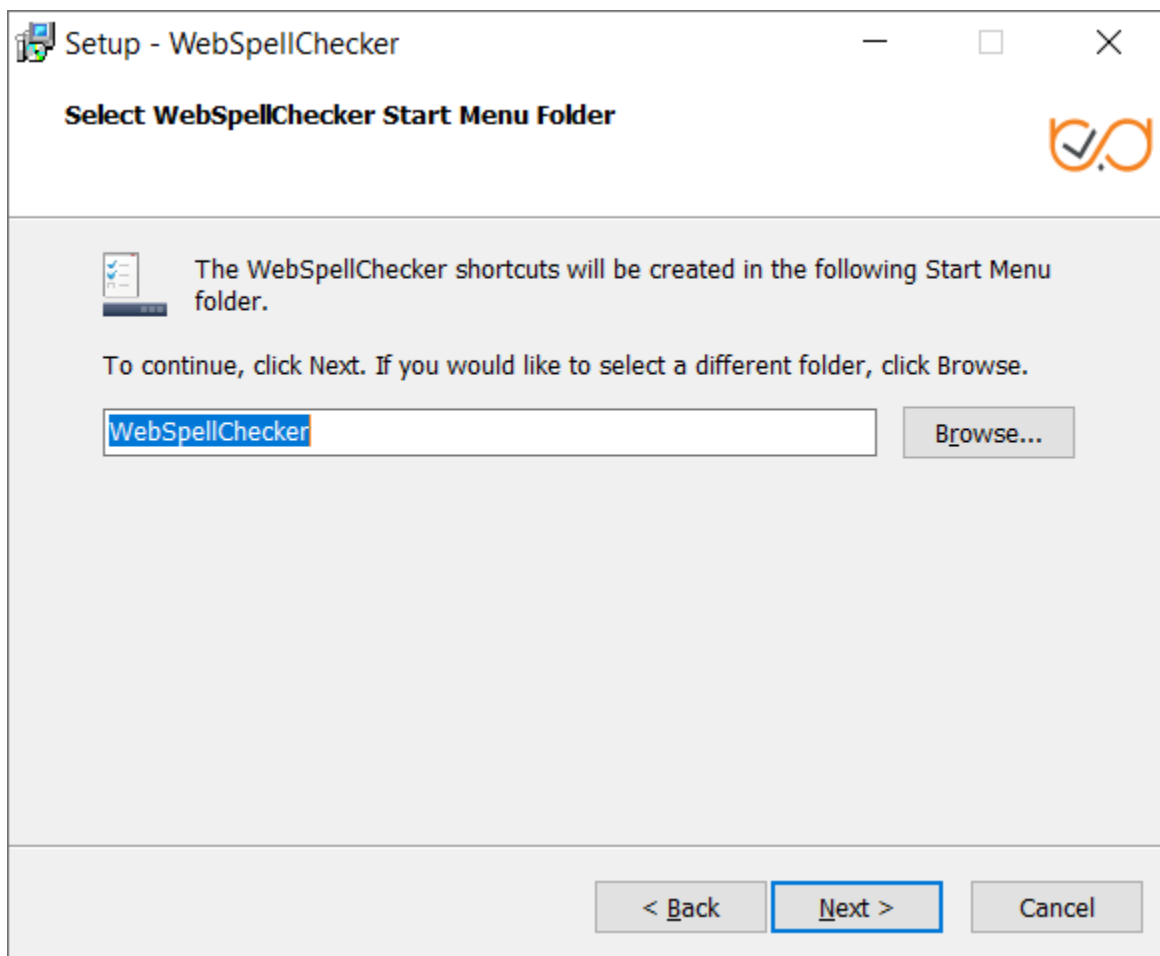 Setup - WebSpellChecker
Select WebSpellChecker Start Menu Folder
The WebSpellChecker shortcuts will be created in the following Start Menu
folder.
To continue, click Next. If you would like to select a different folder, click Browse.
WebSpellChecker
Browse...
< Back
Next >
Cancel